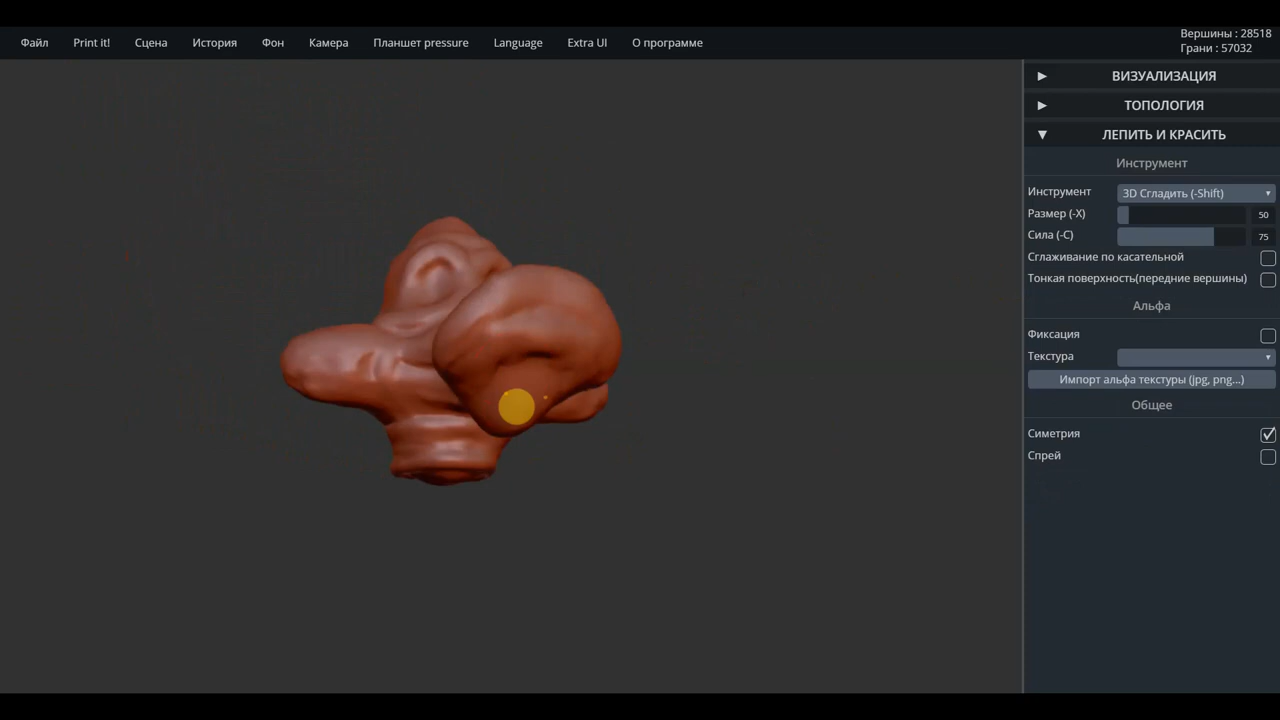 Файл Print it! Сцена История Фон Камера Планшет pressure Language Extra UI О программе
Вершины : 28518
Грани : 57032
ВИЗУАЛИЗАЦИЯ
ТОПОЛОГИЯ
ЛЕПИТЬ И КРАСИТЬ
Инструмент
Инструмент 3D Сгладить (-Shift)
Размер (-X) 50
Сила (-C) 75
Сглаживание по касательной
Тонкая поверхность(передние вершины)
Альфа
Фиксация
Текстура
Импорт альфа текстуры (jpg, png...)
Общее
Симетрия
Спрей